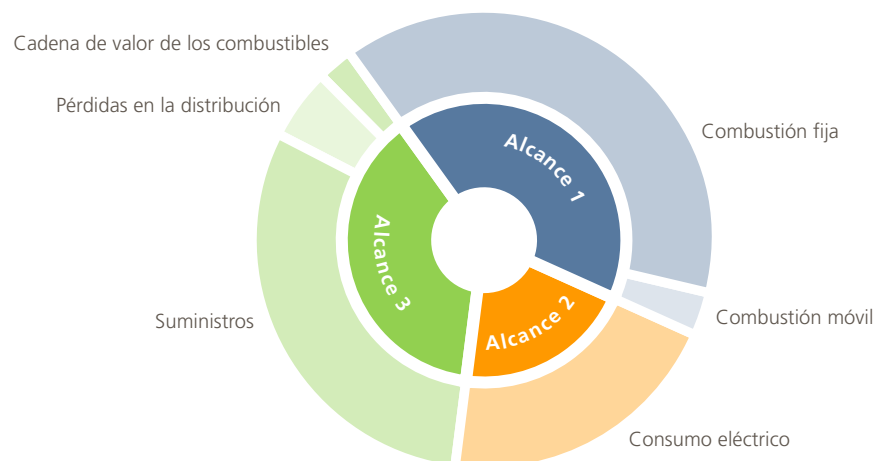 Cadena de valor de los combustibles
Pérdidas en la distribución
Combustión fija
Alcance 1
Alcance 3
Alcance 2
Suministros
Combustión móvil
Consumo eléctrico